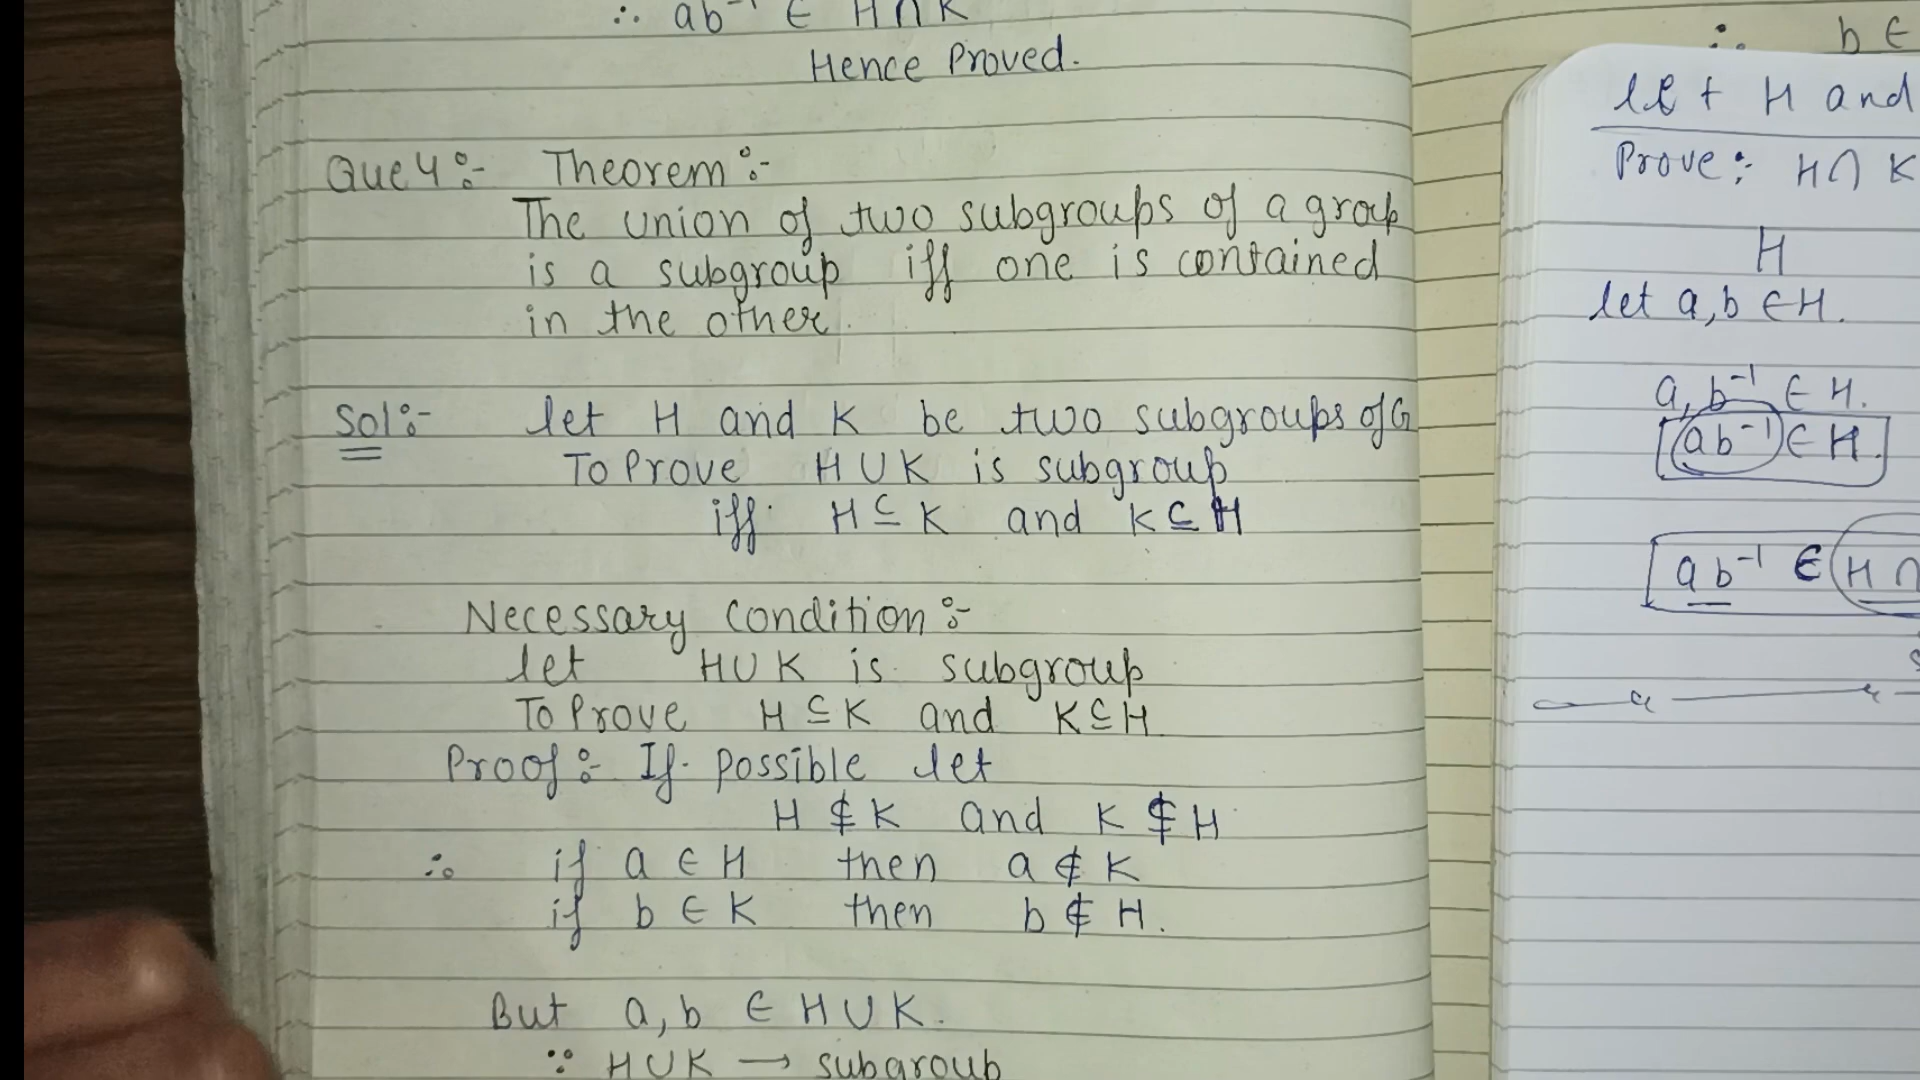 ∴ ab⁻¹ ∈ H∩K
Hence Proved.
Que 4:- Theorem:-
The union of two subgroups of a group
is a subgroup iff one is contained
in the other.
Sol:- let H and K be two subgroups of G
To Prove H∪K is subgroup
iff H⊆K and K⊆H
Necessary Condition:-
let H∪K is subgroup
To Prove H⊆K and K⊆H
Proof:- If possible let
H⊈K and K⊈H
∴ if a∈H then a∉K
if b∈K then b∉H.
But a,b ∈ H∪K.
∵ H∪K → subgroup
∴ b∈
let H and
Prove: H∩K
H
let a,b ∈H.
a,b⁻¹ ∈H.
ab⁻¹ ∈H.
ab⁻¹ ∈ H∩